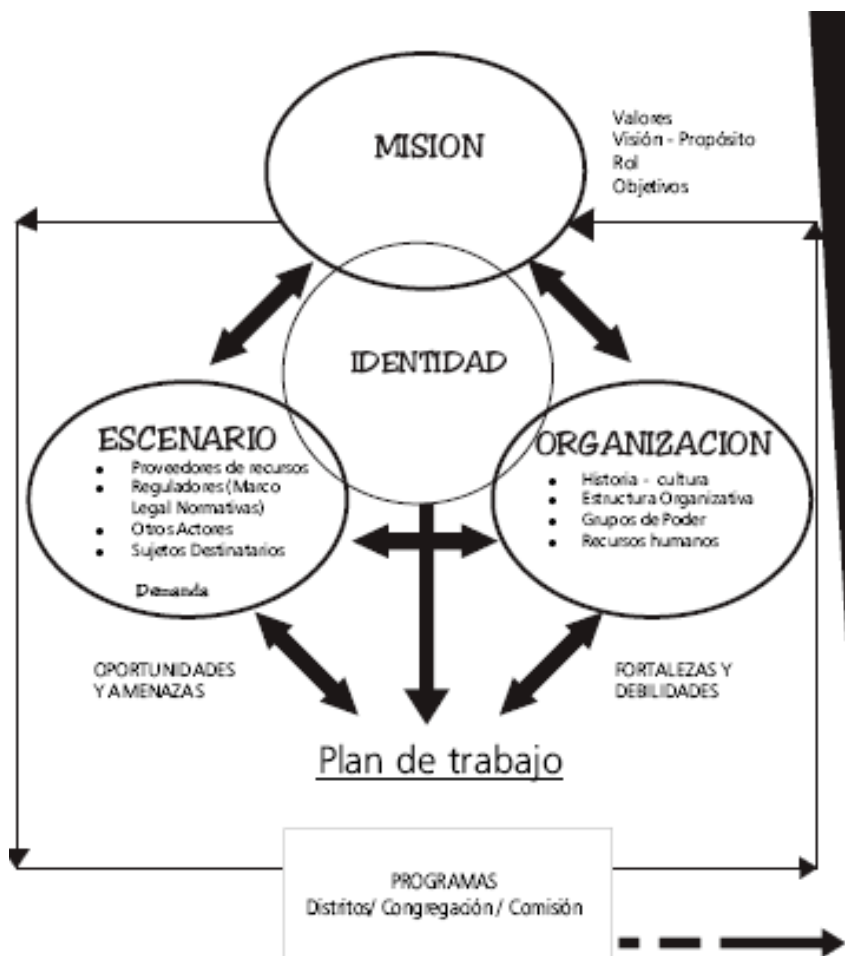 MISION
Valores
Visión - Propósito
Rol
Objetivos
IDENTIDAD
ESCENARIO
• Proveedores de recursos
• Reguladores (Marco
Legal Normativas)
• Otros Actores
• Sujetos Destinatarios
Demanda
ORGANIZACION
• Historia - cultura
• Estructura Organizativa
• Grupos de Poder
• Recursos humanos
OPORTUNIDADES
Y AMENAZAS
FORTALEZAS Y
DEBILIDADES
Plan de trabajo
PROGRAMAS
Distritos/ Congregación / Comisión